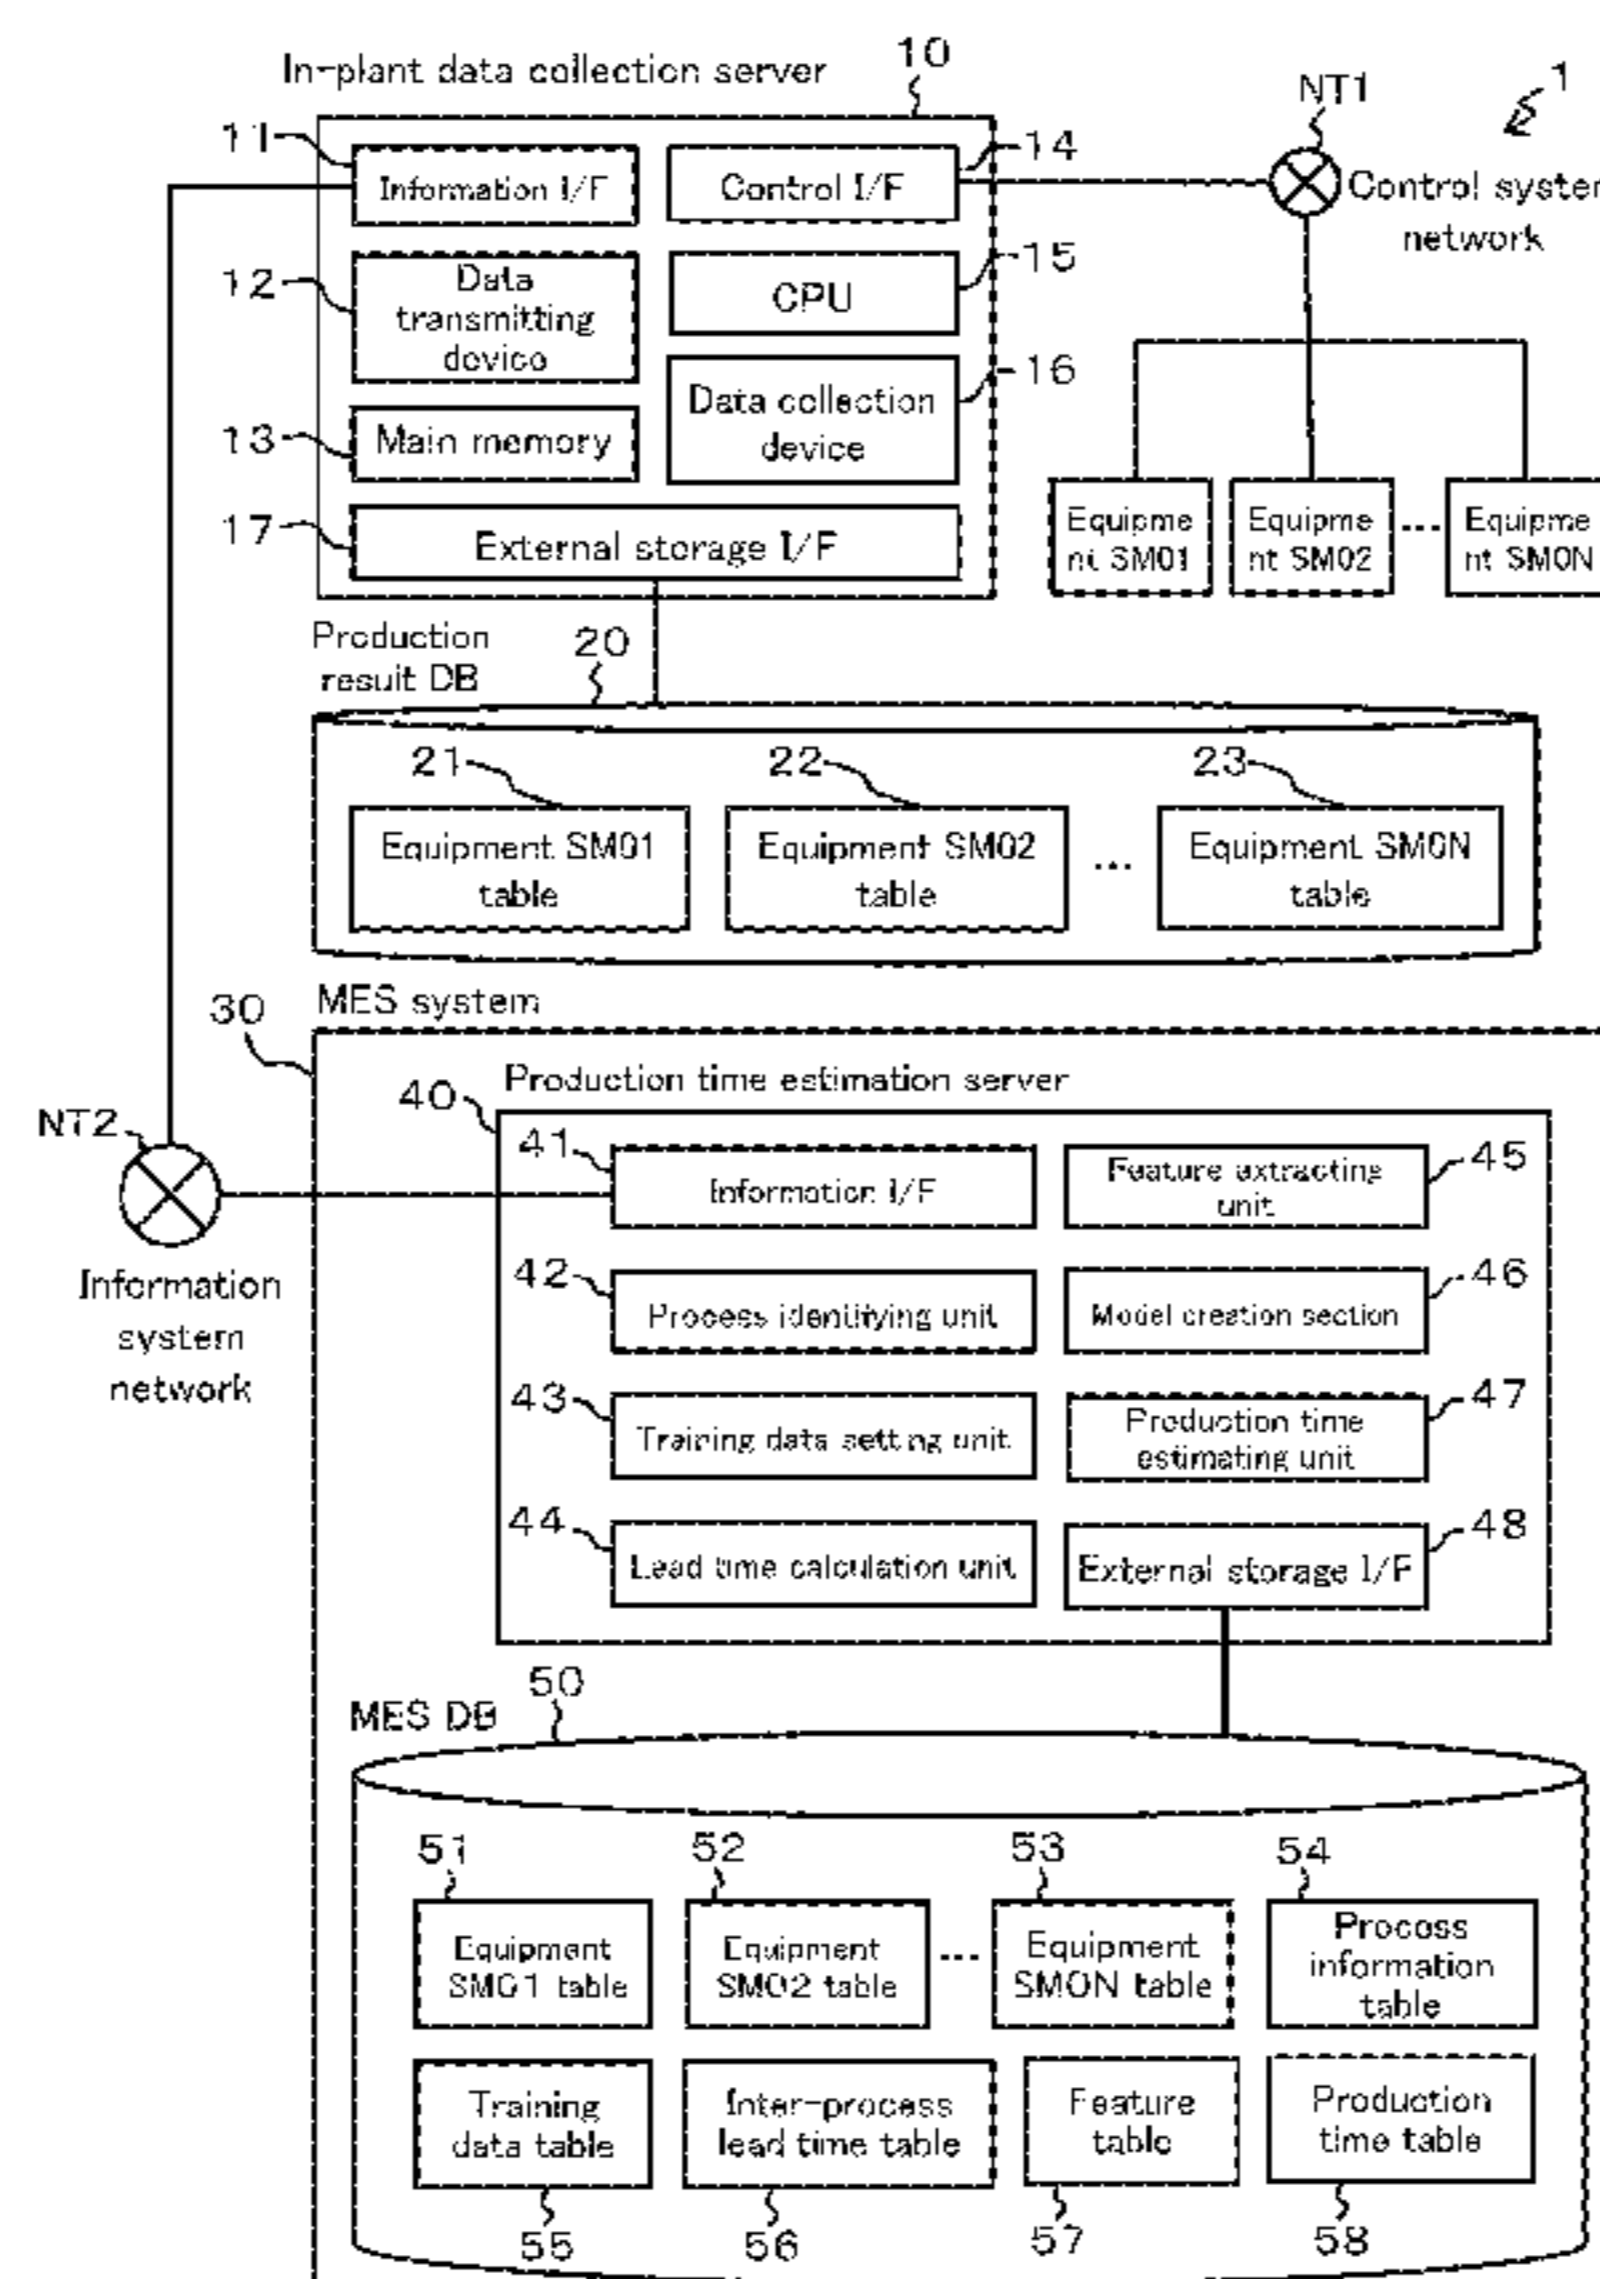 In-plant data collection server
10
NT1
1
11
Information I/F
Control I/F
14
Control system
network
12
Data
transmitting
device
CPU
15
13
Main memory
Data collection
device
16
17
External storage I/F
Equipme
nt SM01
Equipme
nt SM02
...
Equipme
nt SM0N
Production
result DB
20
21
22
23
Equipment SM01
table
Equipment SM02
table
...
Equipment SM0N
table
MES system
30
Production time estimation server
40
NT2
Information
system
network
41
Information I/F
Feature extracting
unit
45
42
Process identifying unit
Model creation section
46
43
Training data setting unit
Production time
estimating unit
47
44
Lead time calculation unit
External storage I/F
48
MES DB
50
51
52
53
54
Equipment
SM01 table
Equipment
SM02 table
...
Equipment
SM0N table
Process
information
table
Training
data table
Inter-process
lead time table
Feature
table
Production
time table
55
56
57
58